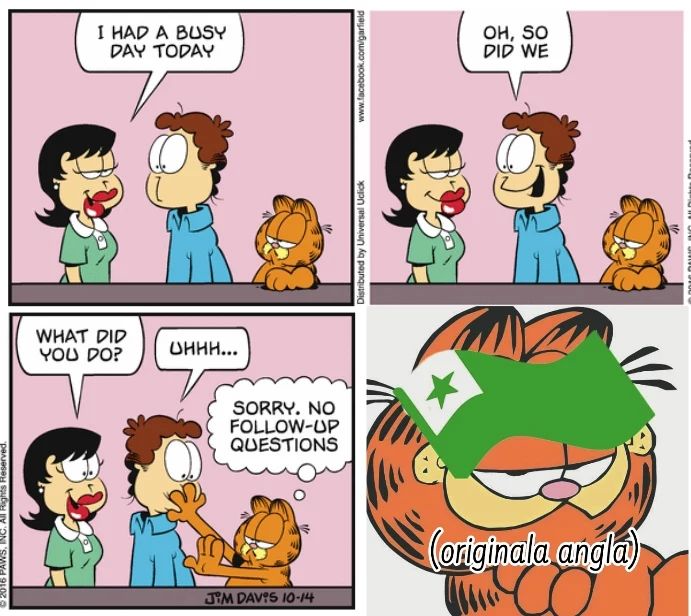 I HAD A BUSY
DAY TODAY
OH, SO
DID WE
www.facebook.com/garfield
Distributed by Universal Uclick
WHAT DID
YOU DO?
UHHH...
SORRY. NO
FOLLOW-UP
QUESTIONS
© 2016 PAWS, INC. All Rights Reserved.
JIM DAVIS 10-14
(originala angla)